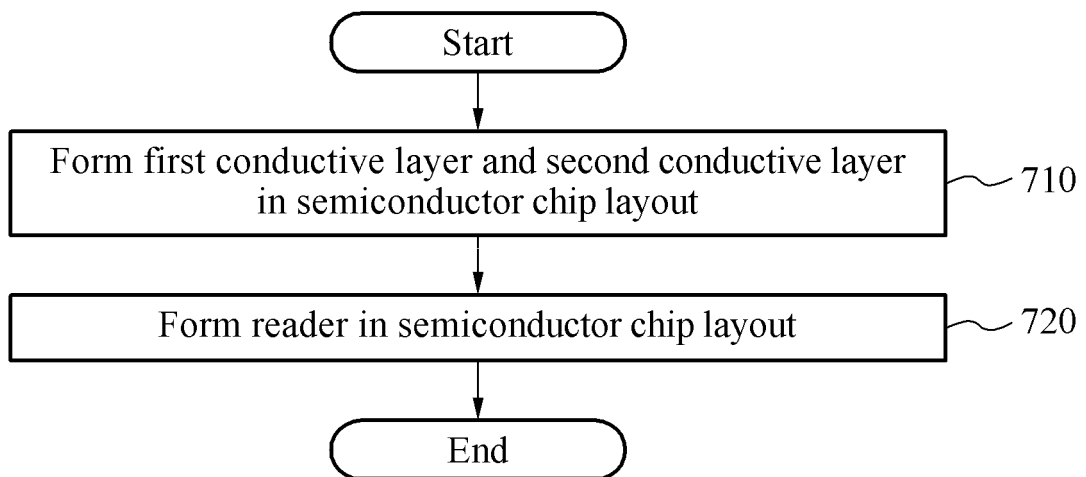 Start
Form first conductive layer and second conductive layer
in semiconductor chip layout
710
Form reader in semiconductor chip layout
720
End